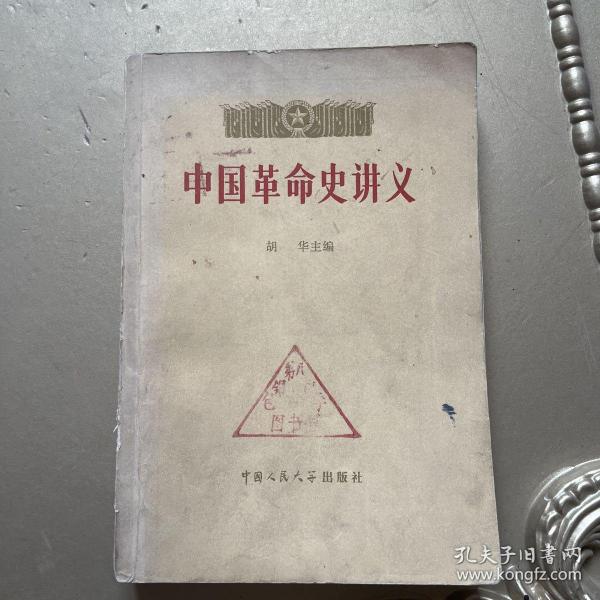 中国革命史讲义
胡 华主编
图书
中国人民大学出版社
孔夫子旧書网
www.kongfz.com